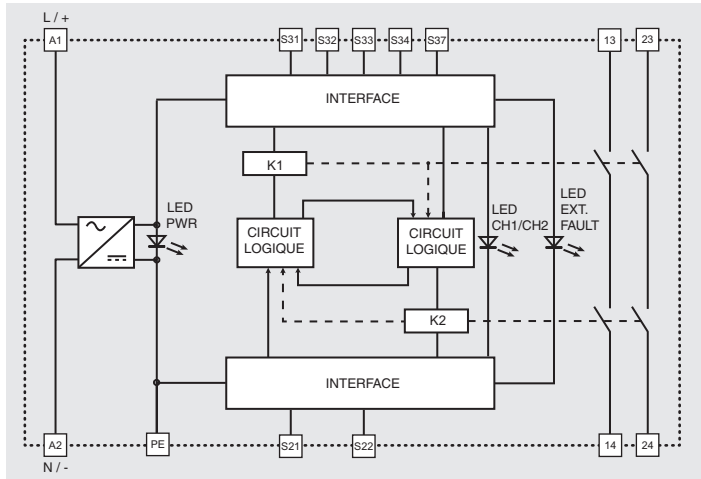 L / +
A1
S31
S32
S33
S34
S37
13
23
INTERFACE
K1
LED
PWR
CIRCUIT
LOGIQUE
CIRCUIT
LOGIQUE
LED
CH1/CH2
LED
EXT.
FAULT
K2
INTERFACE
A2
PE
S21
S22
14
24
N / -